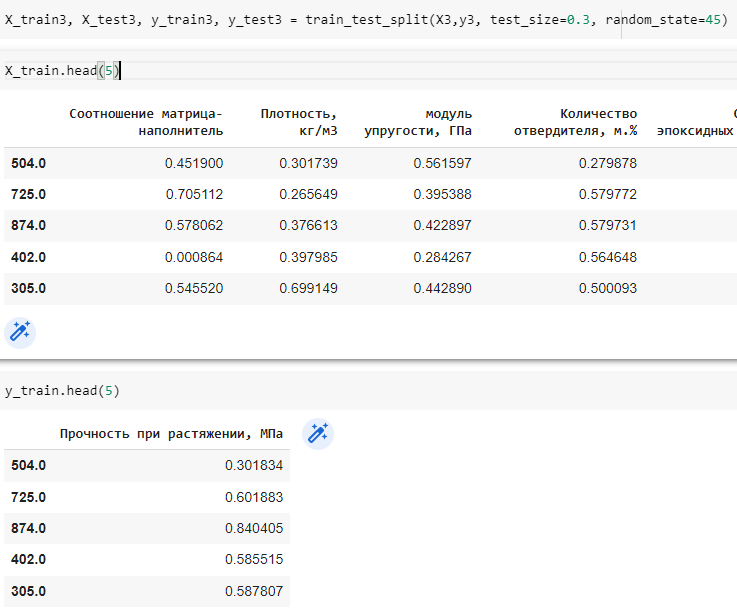 X_train3, X_test3, y_train3, y_test3 = train_test_split(X3,y3, test_size=0.3, random_state=45)
X_train.head(5)
Соотношение матрица- Плотность, модуль Количество
наполнитель кг/м3 упругости, ГПа отвердителя, м.% эпоксидных
504.0 0.451900 0.301739 0.561597 0.279878
725.0 0.705112 0.265649 0.395388 0.579772
874.0 0.578062 0.376613 0.422897 0.579731
402.0 0.000864 0.397985 0.284267 0.564648
305.0 0.545520 0.699149 0.442890 0.500093
y_train.head(5)
Прочность при растяжении, МПа
504.0 0.301834
725.0 0.601883
874.0 0.840405
402.0 0.585515
305.0 0.587807